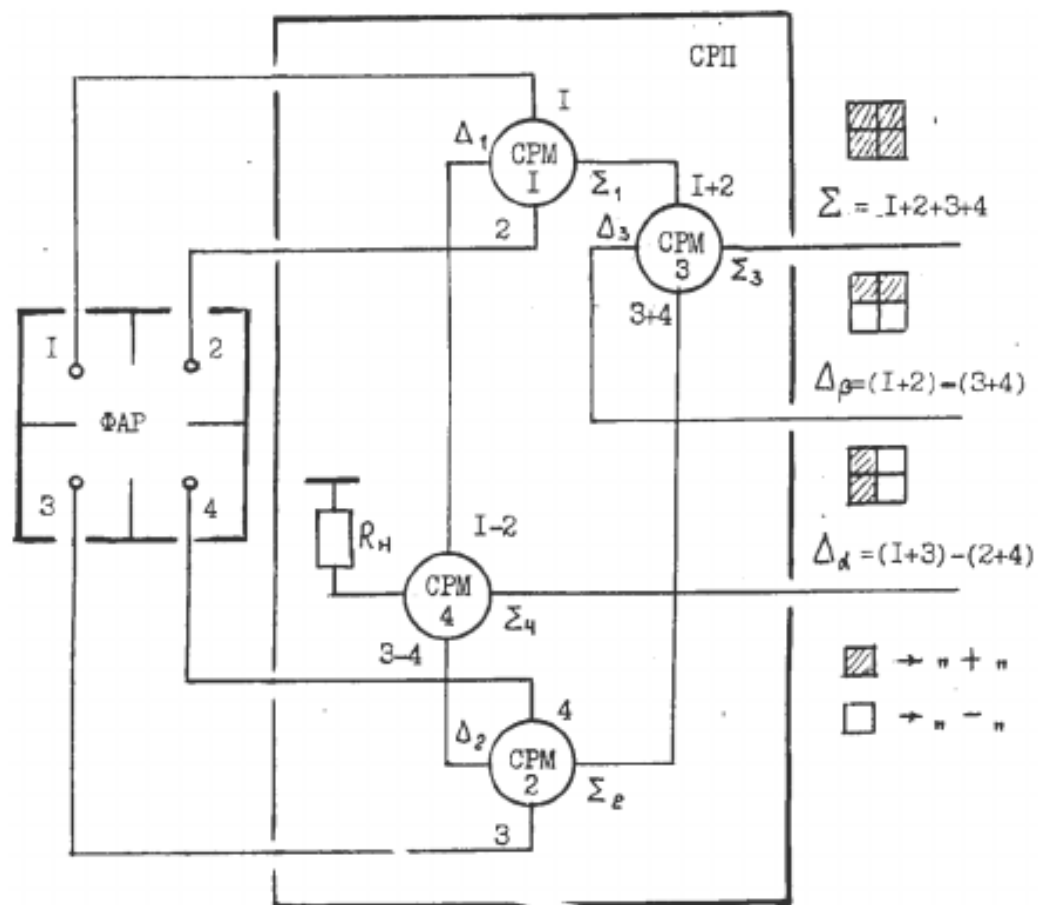 СРП
I
Δ₁
СРМ
I
Σ₁
I+2
2
Δ₃
СРМ
3
Σ₃
3+4
Σ = I+2+3+4
I
2
ФАР
3
4
Δᵦ=(I+2)-(3+4)
Rн
I-2
СРМ
4
Σ₄
3-4
Δα=(I+3)-(2+4)
→ „ + „
→ „ - „
4
Δ₂
СРМ
2
Σ₂
3